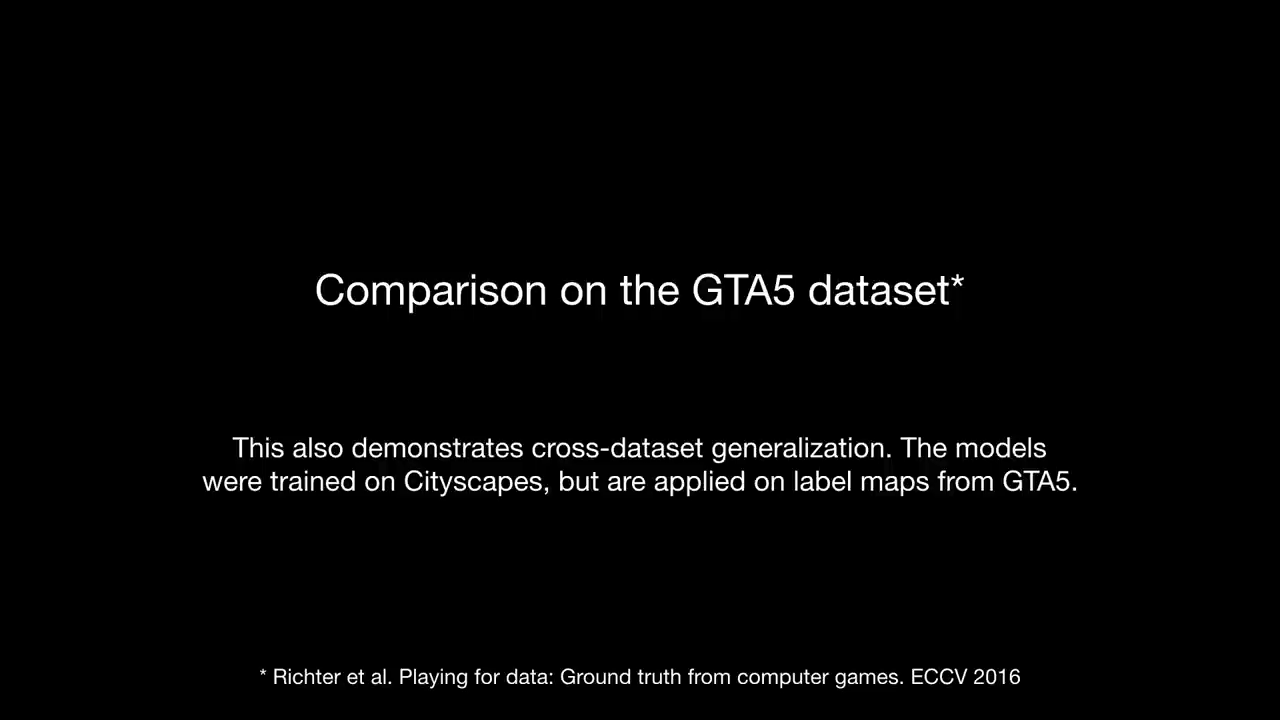 Comparison on the GTA5 dataset*
This also demonstrates cross-dataset generalization. The models
were trained on Cityscapes, but are applied on label maps from GTA5.
* Richter et al. Playing for data: Ground truth from computer games. ECCV 2016